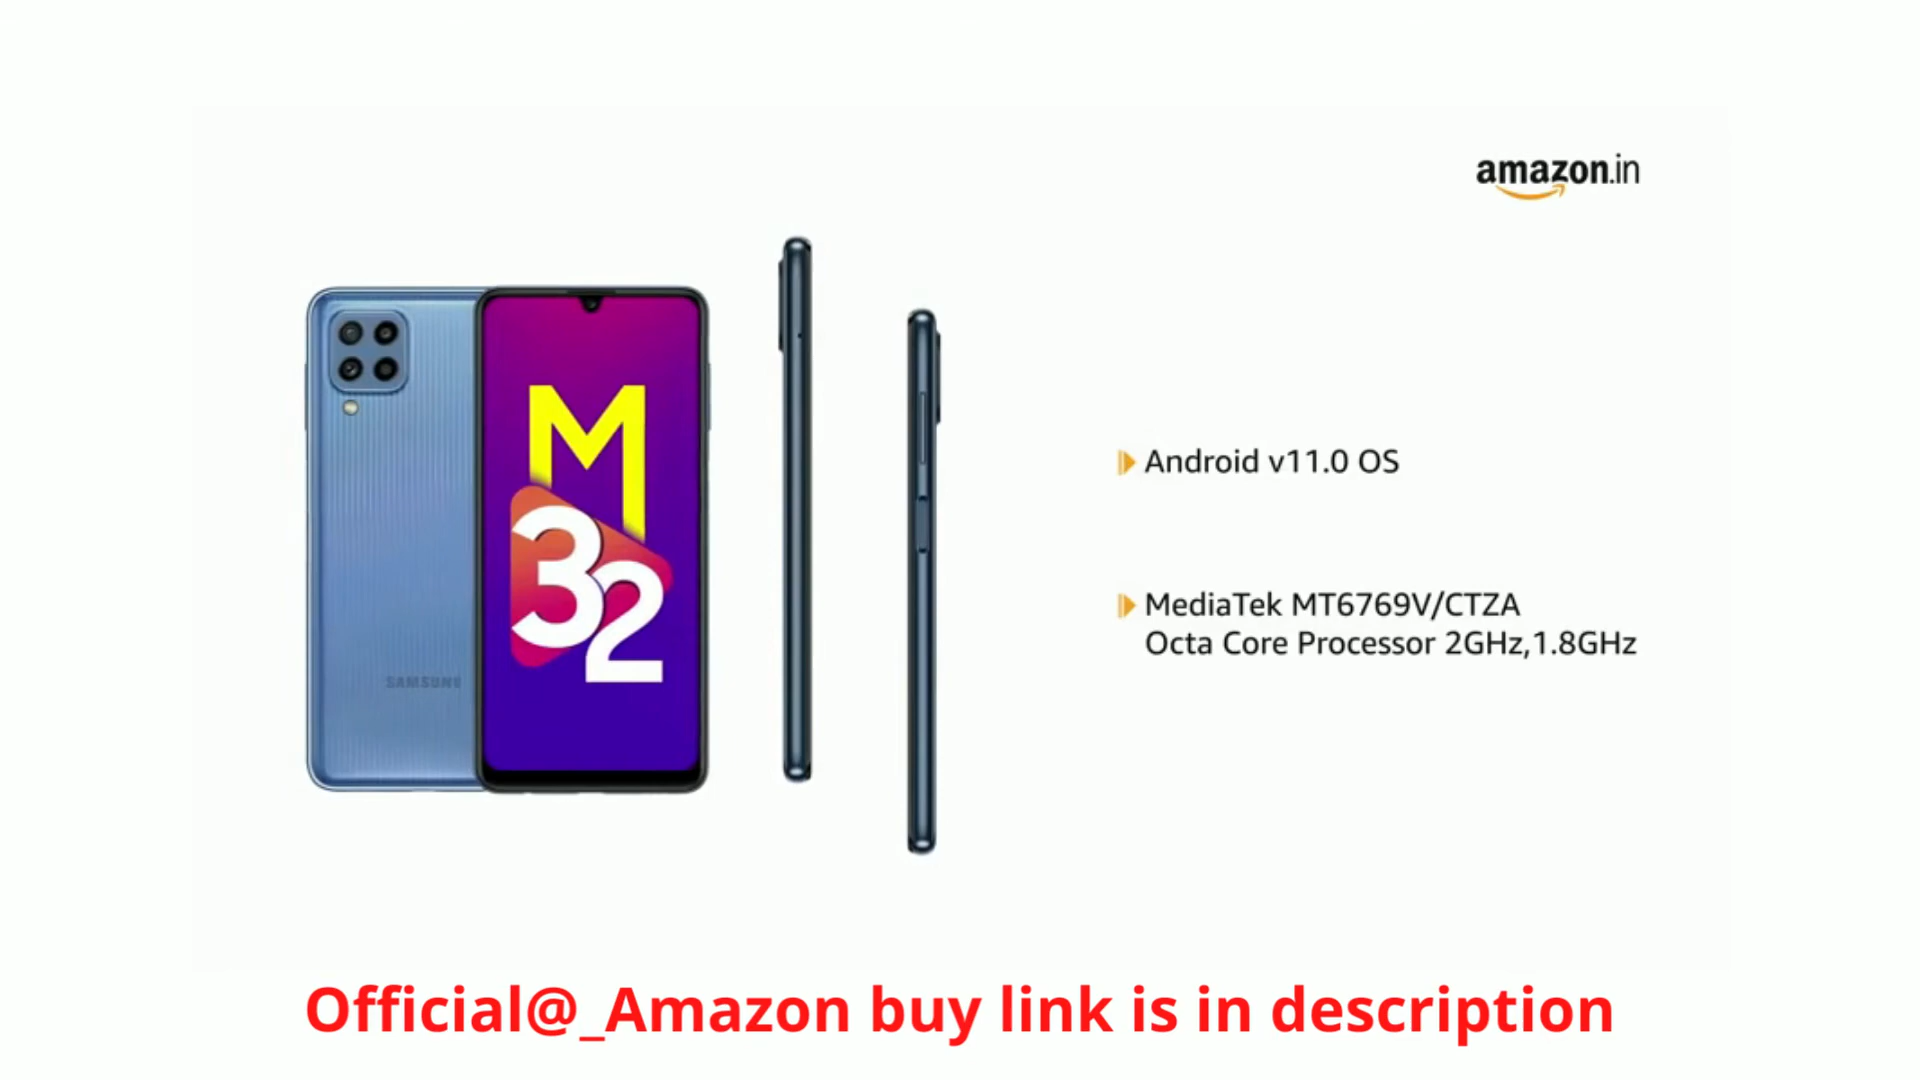 amazon.in
M
32
SAMSUNG
Android v11.0 OS
MediaTek MT6769V/CTZA
Octa Core Processor 2GHz,1.8GHz
Official@_Amazon buy link is in description